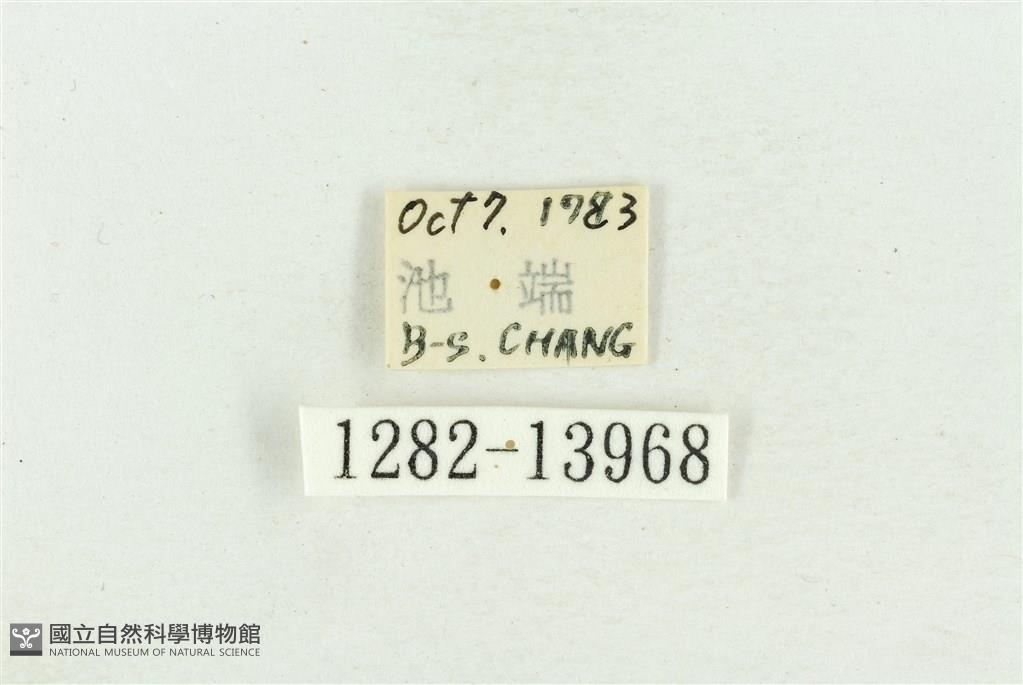 Oct 7. 1983
池 端
B-S. CHANG
1282-13968
國立自然科學博物館
NATIONAL MUSEUM OF NATURAL SCIENCE